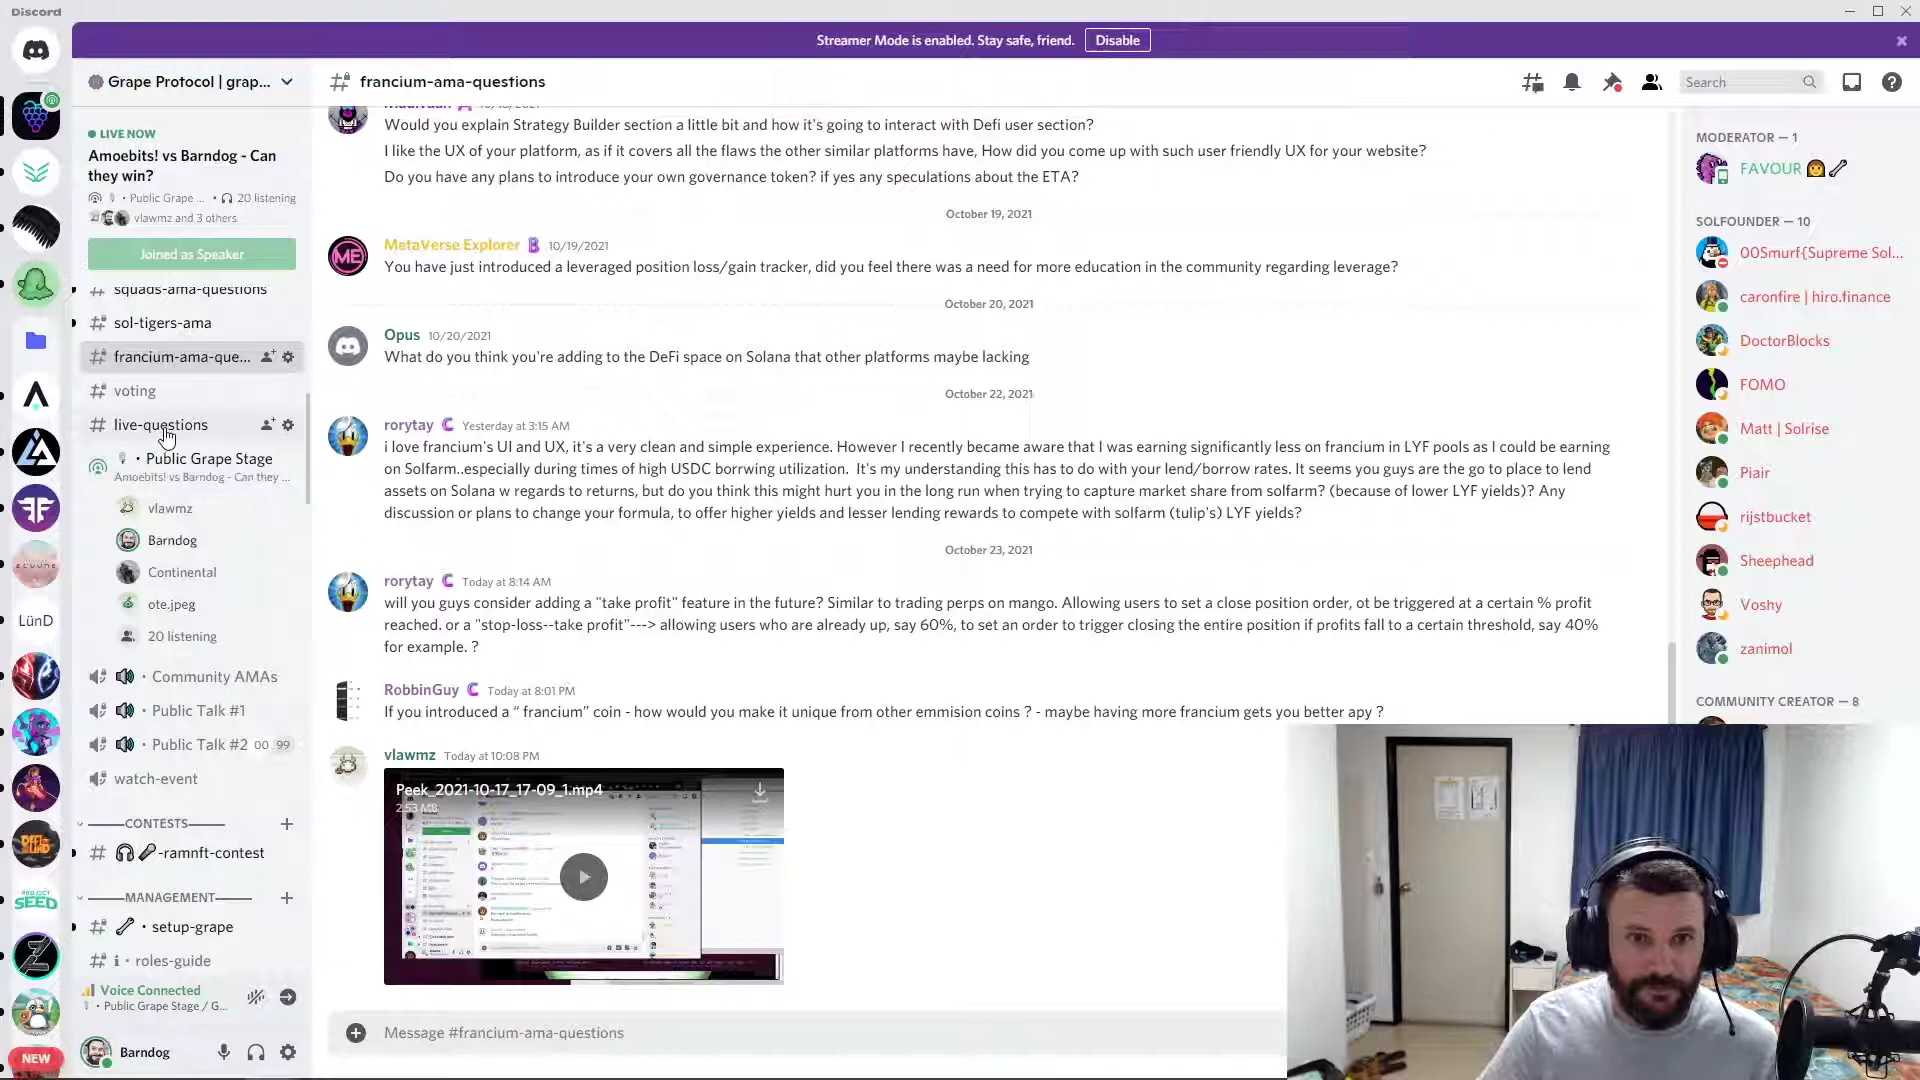 Discord
Streamer Mode is enabled. Stay safe, friend.
Disable
Grape Protocol | grap...
francium-ama-questions
Search
LIVE NOW
Amoebits! vs Barndog - Can
they win?
Public Grape ...
20 listening
vlawmz and 3 others
Joined as Speaker
squads-ama-questions
sol-tigers-ama
francium-ama-que...
voting
live-questions
Public Grape Stage
Amoebits! vs Barndog - Can they ...
vlawmz
Barndog
Continental
ote.jpeg
20 listening
Community AMAs
Public Talk #1
Public Talk #2
00 99
watch-event
CONTESTS
-ramnft-contest
MANAGEMENT
setup-grape
roles-guide
Voice Connected
Public Grape Stage / G...
Barndog
LünD
PROJECT
SEED
NEW
Would you explain Strategy Builder section a little bit and how it's going to interact with Defi user section?
I like the UX of your platform, as if it covers all the flaws the other similar platforms have, How did you come up with such user friendly UX for your website?
Do you have any plans to introduce your own governance token? if yes any speculations about the ETA?
October 19, 2021
ME
MetaVerse Explorer
10/19/2021
You have just introduced a leveraged position loss/gain tracker, did you feel there was a need for more education in the community regarding leverage?
October 20, 2021
Opus 10/20/2021
What do you think you're adding to the DeFi space on Solana that other platforms maybe lacking
October 22, 2021
rorytay Yesterday at 3:15 AM
i love francium's UI and UX, it's a very clean and simple experience. However I recently became aware that I was earning significantly less on francium in LYF pools as I could be earning
on Solfarm..especially during times of high USDC borrwing utilization. It's my understanding this has to do with your lend/borrow rates. It seems you guys are the go to place to lend
assets on Solana w regards to returns, but do you think this might hurt you in the long run when trying to capture market share from solfarm? (because of lower LYF yields)? Any
discussion or plans to change your formula, to offer higher yields and lesser lending rewards to compete with solfarm (tulip's) LYF yields?
October 23, 2021
rorytay Today at 8:14 AM
will you guys consider adding a "take profit" feature in the future? Similar to trading perps on mango. Allowing users to set a close position order, ot be triggered at a certain % profit
reached. or a "stop-loss--take profit"---> allowing users who are already up, say 60%, to set an order to trigger closing the entire position if profits fall to a certain threshold, say 40%
for example. ?
RobbinGuy Today at 8:01 PM
If you introduced a “ francium” coin - how would you make it unique from other emmision coins ? - maybe having more francium gets you better apy ?
vlawmz Today at 10:08 PM
Peek_2021-10-17_17-09_1.mp4
2.53 MB
Message #francium-ama-questions
MODERATOR — 1
FAVOUR
SOLFOUNDER — 10
00Smurf{Supreme Sol...
caronfire | hiro.finance
DoctorBlocks
FOMO
Matt | Solrise
Piair
rijstbucket
Sheephead
Voshy
zanimol
COMMUNITY CREATOR — 8